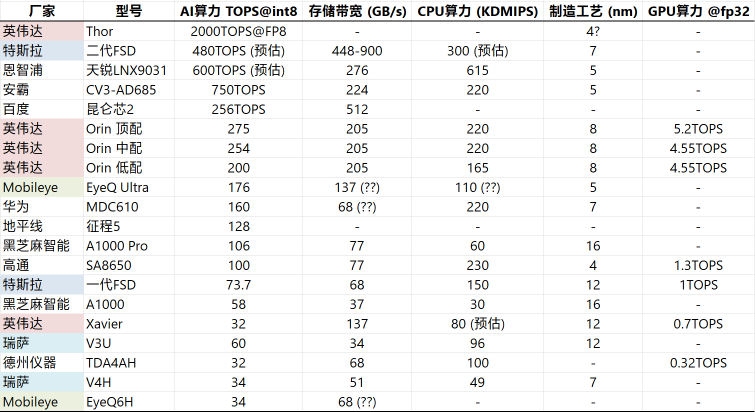 厂家 型号 AI算力 TOPS@int8 存储带宽 (GB/s) CPU算力 (KDMIPS) 制造工艺 (nm) GPU算力 @fp32
英伟达 Thor 2000TOPS@FP8 - - 4? -
特斯拉 二代FSD 480TOPS (预估) 448-900 300 (预估) 7 -
恩智浦 天锐LNX9031 600TOPS (预估) 276 615 5 -
安霸 CV3-AD685 750TOPS 224 220 5 -
百度 昆仑芯2 256TOPS 512 - - -
英伟达 Orin 顶配 275 205 220 8 5.2TOPS
英伟达 Orin 中配 254 205 220 8 4.55TOPS
英伟达 Orin 低配 200 205 165 8 4.55TOPS
Mobileye EyeQ Ultra 176 137 (??) 110 (??) 5 -
华为 MDC610 160 68 (??) 220 7 -
地平线 征程5 128 - - - -
黑芝麻智能 A1000 Pro 106 77 60 16 -
高通 SA8650 100 77 230 4 1.3TOPS
特斯拉 一代FSD 73.7 68 150 12 1TOPS
黑芝麻智能 A1000 58 37 30 16 -
英伟达 Xavier 32 137 80 (预估) 12 0.7TOPS
瑞萨 V3U 60 34 96 12 -
德州仪器 TDA4AH 32 68 100 - 0.32TOPS
瑞萨 V4H 34 51 49 7 -
Mobileye EyeQ6H 34 68 (??) - - -